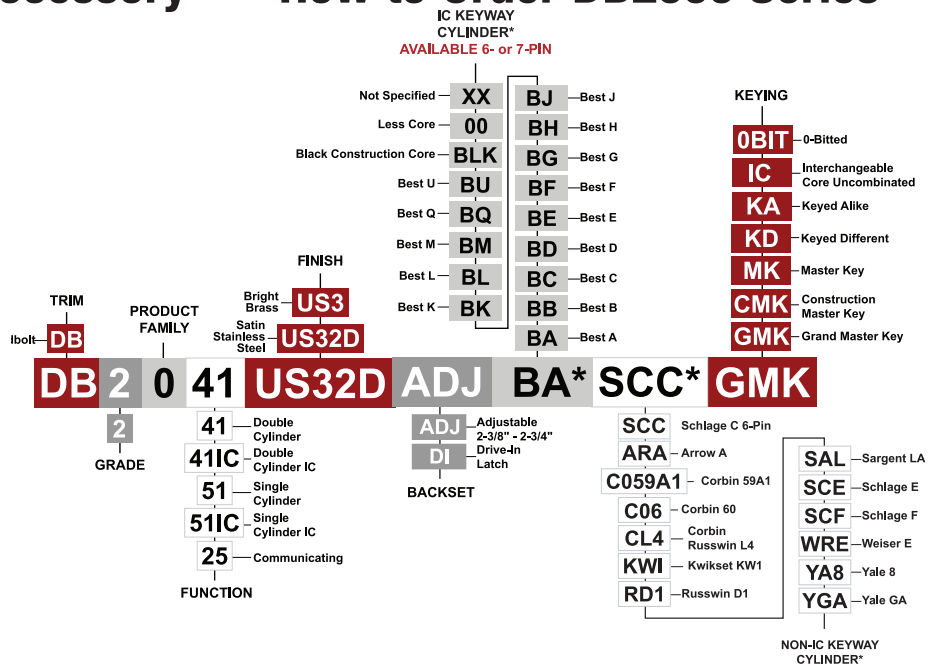 IC KEYWAY
CYLINDER*
AVAILABLE 6- or 7-PIN
Not Specified XX
Less Core 00
Black Construction Core BLK
Best U BU
Best Q BQ
Best M BM
Best L BL
Best K BK
BJ Best J
BH Best H
BG Best G
BF Best F
BE Best E
BD Best D
BC Best C
BB Best B
BA Best A
KEYING
0BIT 0-Bitted
IC Interchangeable
Core Uncombinated
KA Keyed Alike
KD Keyed Different
MK Master Key
CMK Construction
Master Key
GMK Grand Master Key
FINISH
Bright
Brass US3
Satin
Stainless
Steel US32D
TRIM
lbolt DB
PRODUCT
FAMILY
DB 2 0 41 US32D ADJ BA* SCC* GMK
2
GRADE
41 Double
Cylinder
41IC Double
Cylinder IC
51 Single
Cylinder
51IC Single
Cylinder IC
25 Communicating
FUNCTION
ADJ Adjustable
2-3/8" - 2-3/4"
DI Drive-In
Latch
BACKSET
SCC Schlage C 6-Pin
ARA Arrow A
C059A1 Corbin 59A1
C06 Corbin 60
CL4 Corbin
Russwin L4
KWI Kwikset KW1
RD1 Russwin D1
SAL Sargent LA
SCE Schlage E
SCF Schlage F
WRE Weiser E
YA8 Yale 8
YGA Yale GA
NON-IC KEYWAY
CYLINDER*